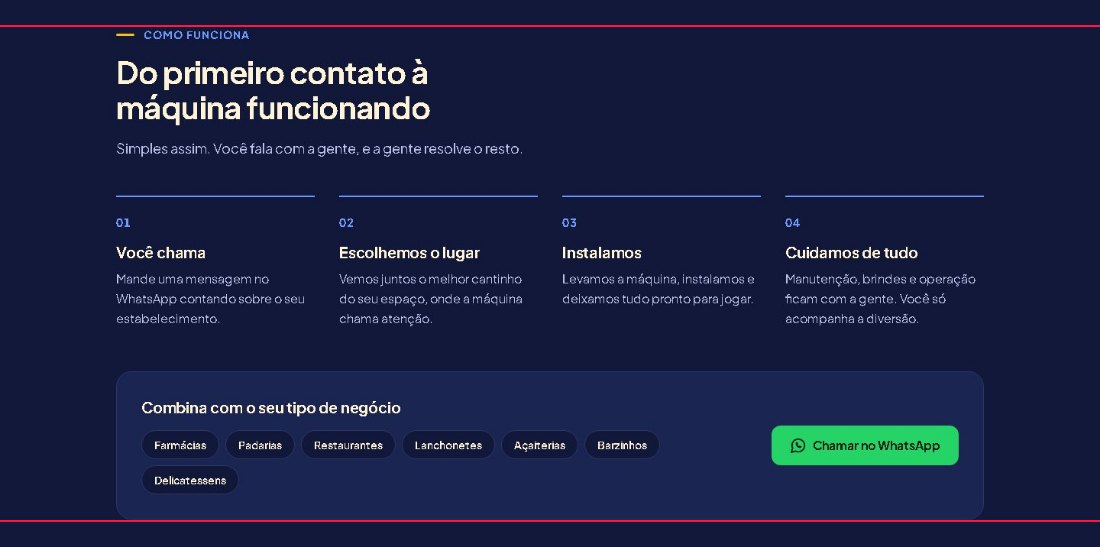 COMO FUNCIONA
Do primeiro contato à
máquina funcionando
Simples assim. Você fala com a gente, e a gente resolve o resto.
01
Você chama
Mande uma mensagem no
WhatsApp contando sobre o seu
estabelecimento.
02
Escolhemos o lugar
Vemos juntos o melhor cantinho
do seu espaço, onde a máquina
chama atenção.
03
Instalamos
Levamos a máquina, instalamos e
deixamos tudo pronto para jogar.
04
Cuidamos de tudo
Manutenção, brindes e operação
ficam com a gente. Você só
acompanha a diversão.
Combina com o seu tipo de negócio
Farmácias Padarias Restaurantes Lanchonetes Açaiterias Barzinhos
Delicatessens
Chamar no WhatsApp